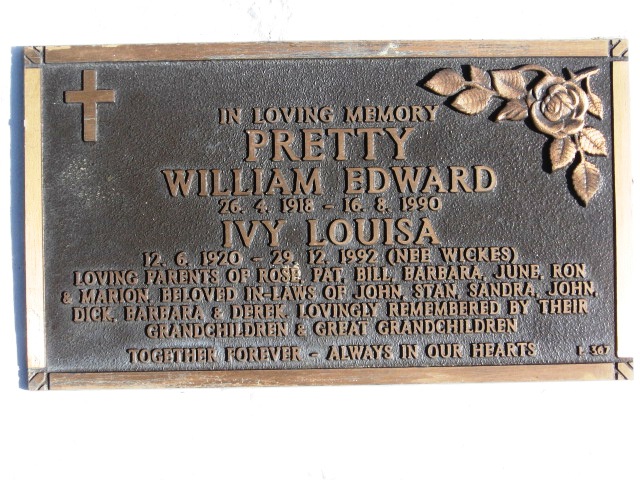 IN LOVING MEMORY
PRETTY
WILLIAM EDWARD
26. 4. 1918 - 16. 8. 1990
IVY LOUISA
12. 6. 1920 - 29. 12. 1992 (NEE WICKES)
LOVING PARENTS OF ROSE, PAT, BILL, BARBARA, JUNE, RON
& MARION, BELOVED IN-LAWS OF JOHN, STAN, SANDRA, JOHN,
DICK, BARBARA & DEREK. LOVINGLY REMEMBERED BY THEIR
GRANDCHILDREN & GREAT GRANDCHILDREN
TOGETHER FOREVER - ALWAYS IN OUR HEARTS